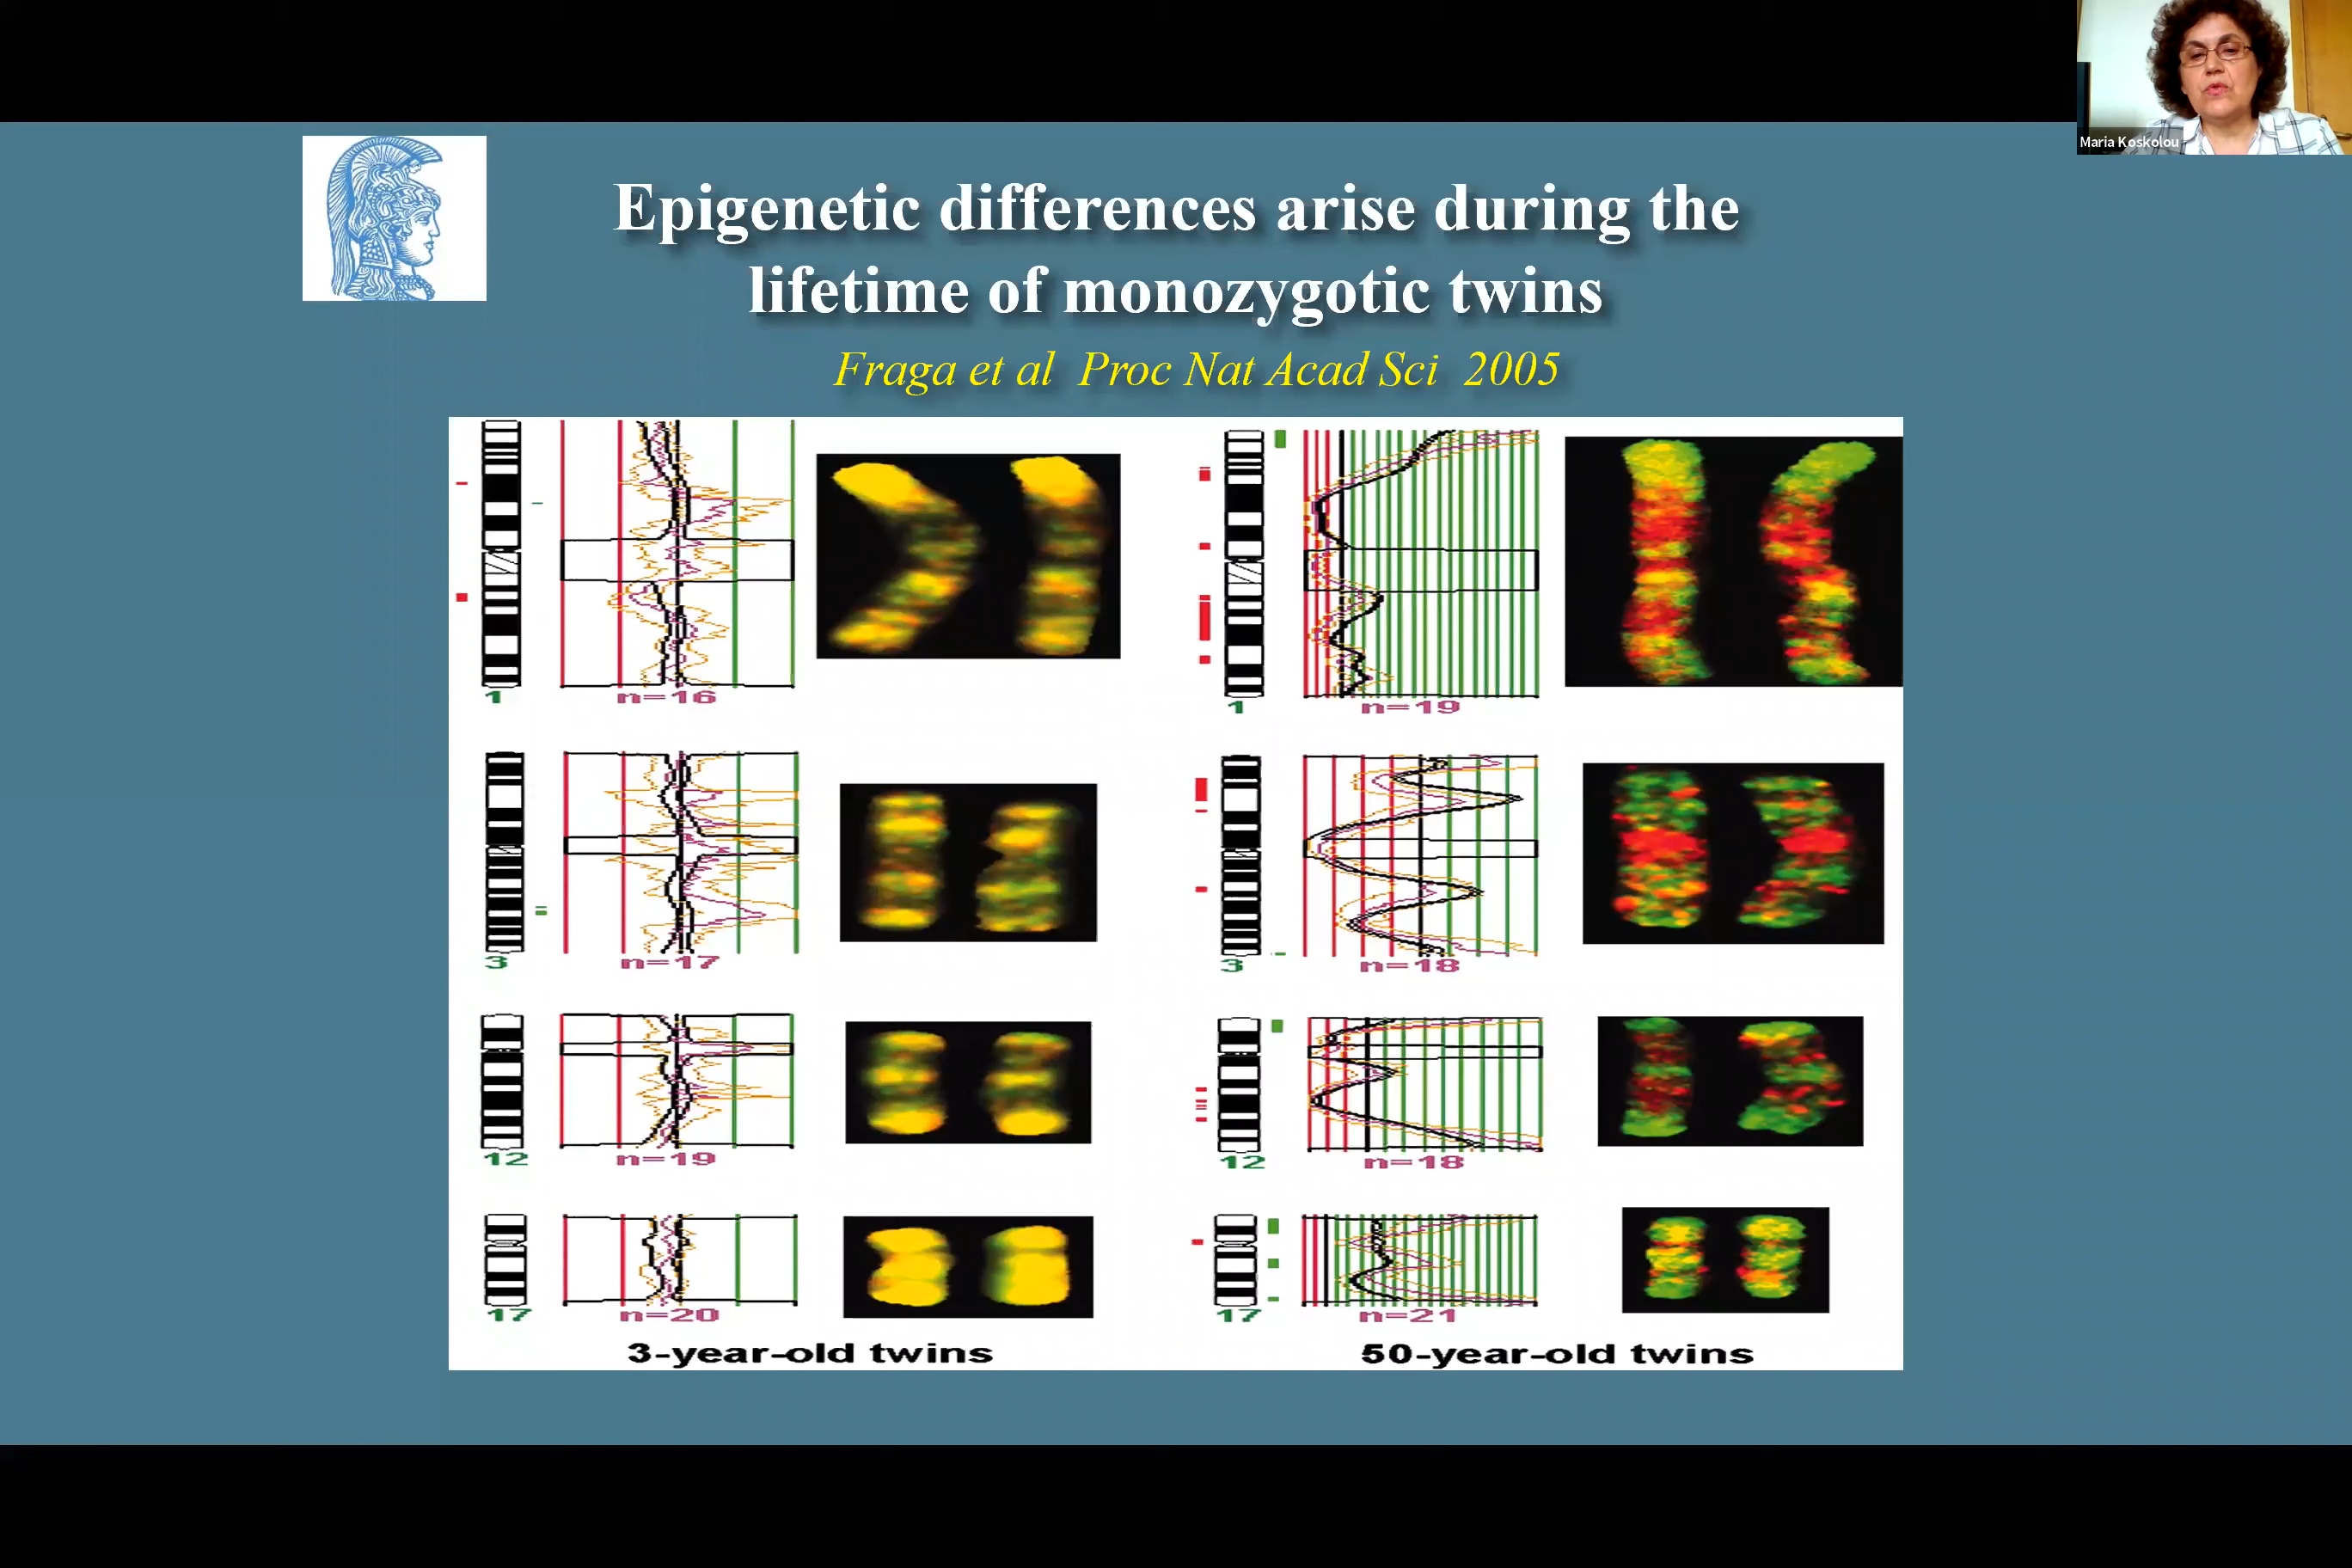 Maria Koskolou
Epigenetic differences arise during the
lifetime of monozygotic twins
Fraga et al Proc Nat Acad Sci 2005
1
n=16
1
n=19
3
n=17
3
n=18
12
n=19
12
n=18
17
n=20
17
n=21
3-year-old twins
50-year-old twins